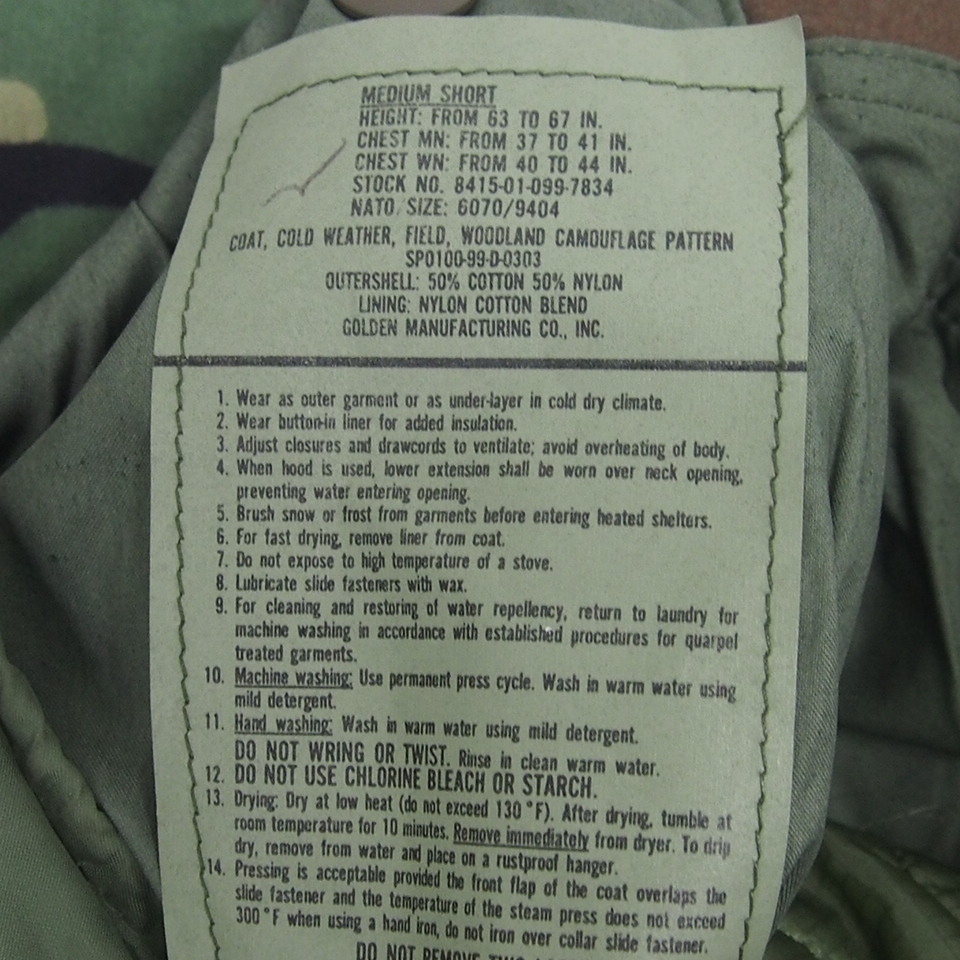 MEDIUM SHORT
HEIGHT: FROM 63 TO 67 IN.
CHEST MN: FROM 37 TO 41 IN.
CHEST WN: FROM 40 TO 44 IN.
STOCK NO. 8415-01-099-7834
NATO SIZE: 6070/9404
COAT, COLD WEATHER, FIELD, WOODLAND CAMOUFLAGE PATTERN
SPO100-99-D-0303
OUTERSHELL: 50% COTTON 50% NYLON
LINING: NYLON COTTON BLEND
GOLDEN MANUFACTURING CO., INC.
1. Wear as outer garment or as under-layer in cold dry climate.
2. Wear button-in liner for added insulation.
3. Adjust closures and drawcords to ventilate; avoid overheating of body.
4. When hood is used, lower extension shall be worn over neck opening,
preventing water entering opening.
5. Brush snow or frost from garments before entering heated shelters.
6. For fast drying, remove liner from coat.
7. Do not expose to high temperature of a stove.
8. Lubricate slide fasteners with wax.
9. For cleaning and restoring of water repellency, return to laundry for
machine washing in accordance with established procedures for quarpel
treated garments.
10. Machine washing: Use permanent press cycle. Wash in warm water using
mild detergent.
11. Hand washing: Wash in warm water using mild detergent.
DO NOT WRING OR TWIST. Rinse in clean warm water.
12. DO NOT USE CHLORINE BLEACH OR STARCH.
13. Drying: Dry at low heat (do not exceed 130°F). After drying, tumble at
room temperature for 10 minutes. Remove immediately from dryer. To drip
dry, remove from water and place on a rustproof hanger.
14. Pressing is acceptable provided the front flap of the coat overlaps the
slide fastener and the temperature of the steam press does not exceed
300°F when using a hand iron, do not iron over collar slide fastener.
DO NOT REMOVE